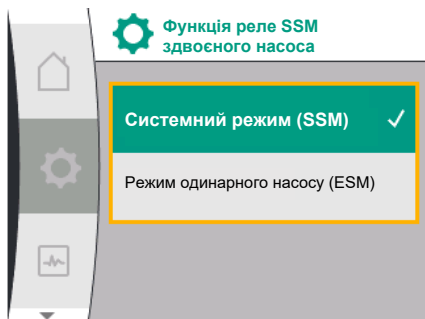 Функція реле SSM
здвоєного насоса
Системний режим (SSM)
Режим одинарного насосу (ESM)